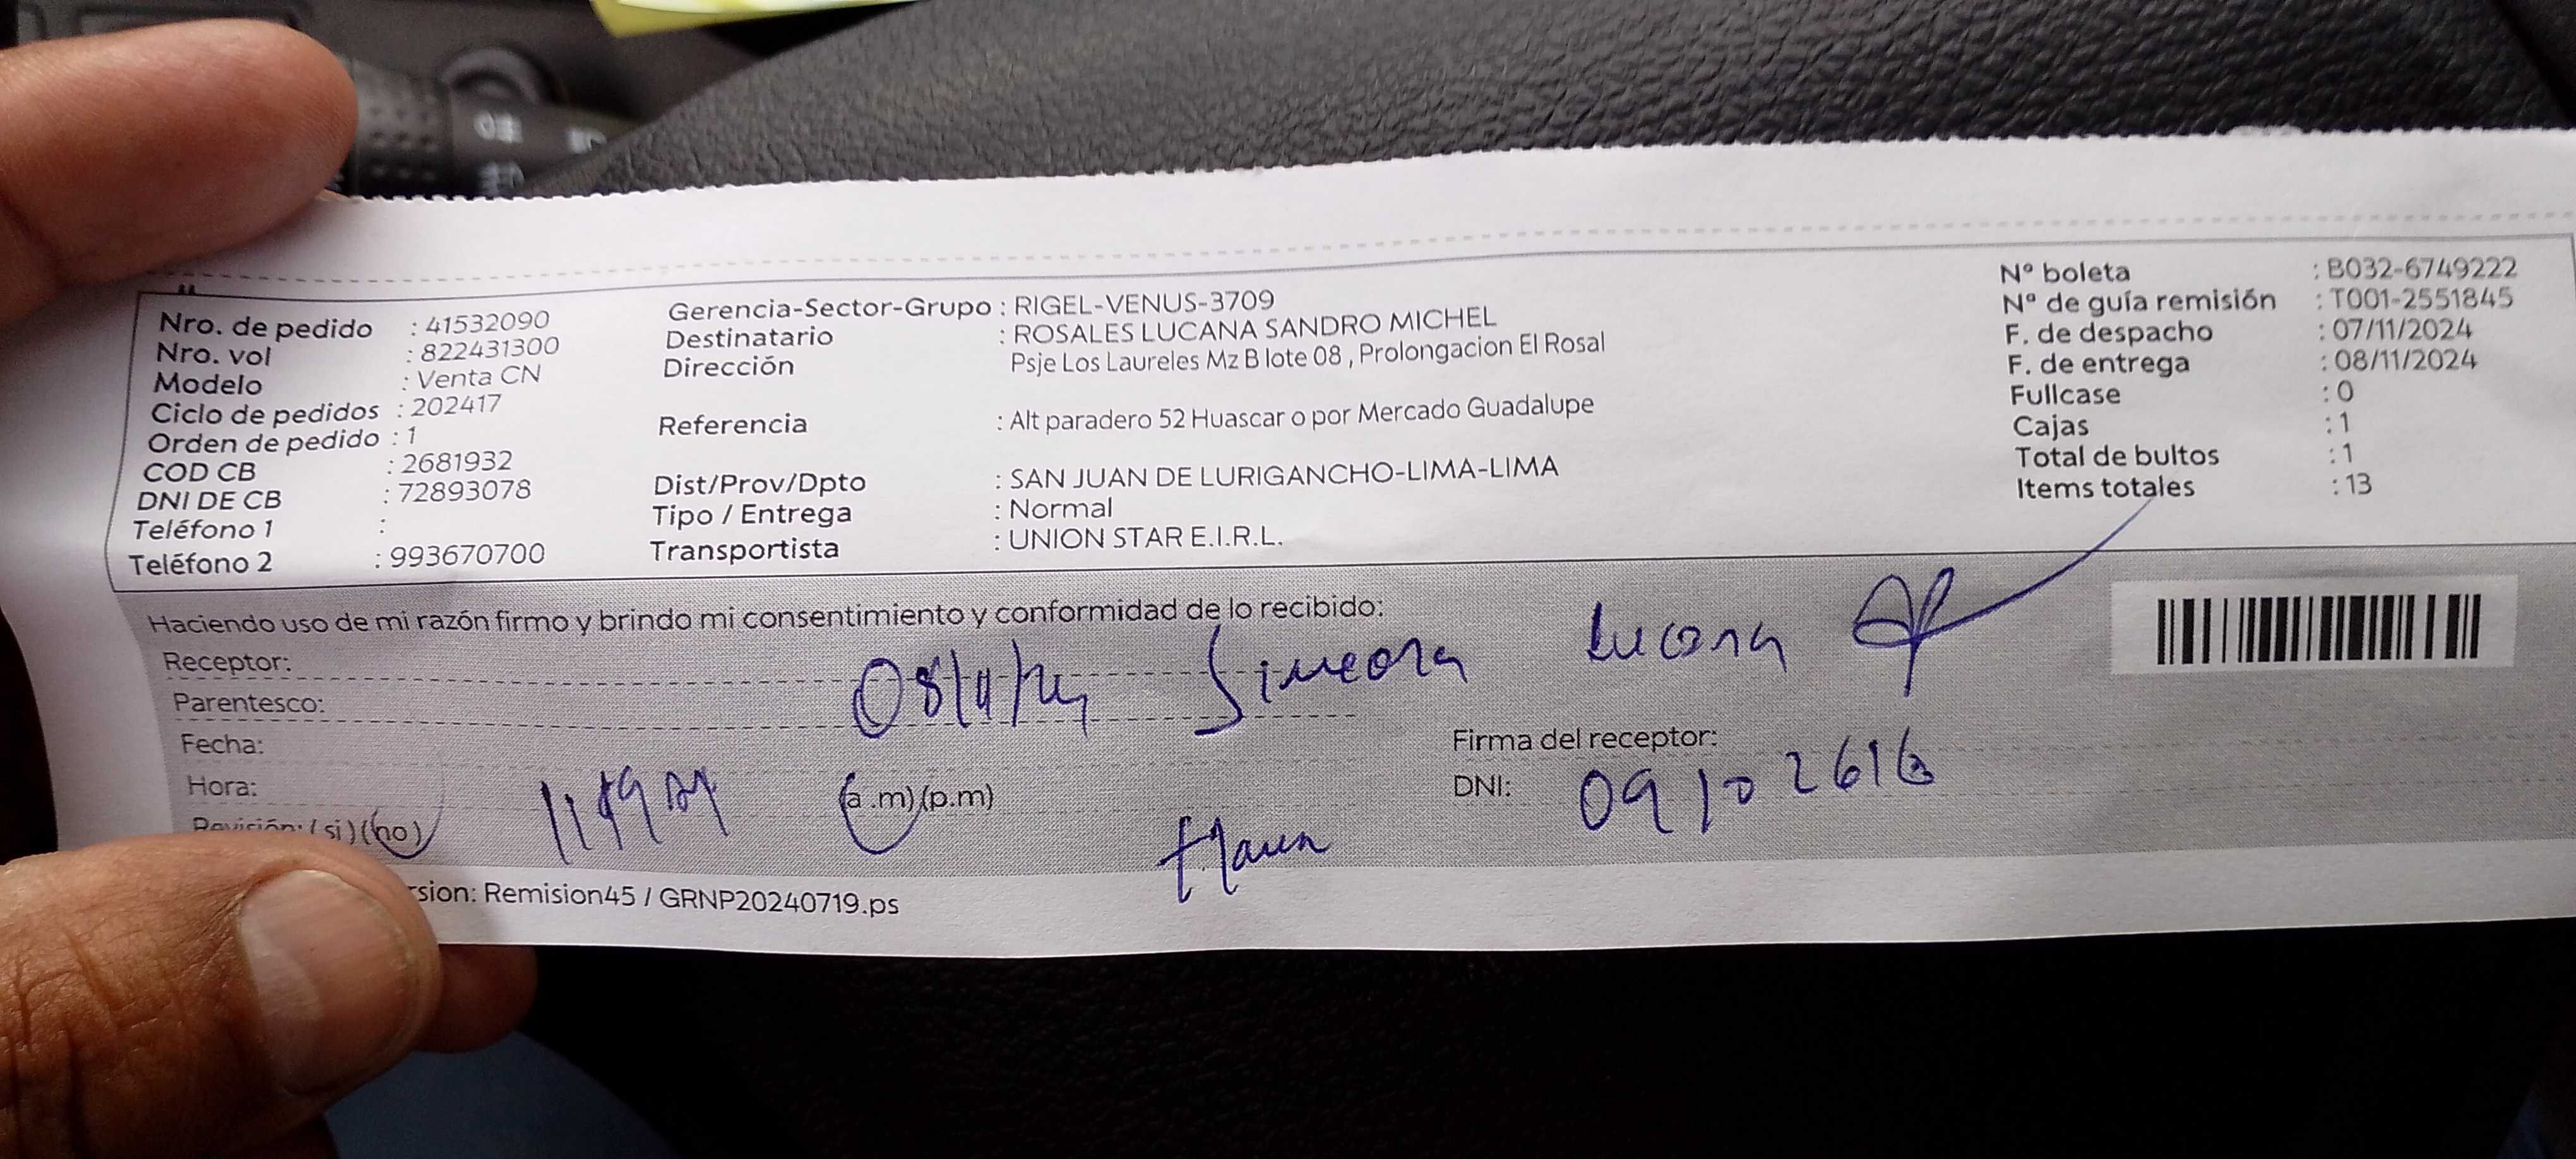 Nro. de pedido : 41532090
Nro. vol : 822431300
Modelo : Venta CN
Ciclo de pedidos : 202417
Orden de pedido : 1
COD CB : 2681932
DNI DE CB : 72893078
Teléfono 1 :
Teléfono 2 : 993670700
Gerencia-Sector-Grupo : RIGEL-VENUS-3709
Destinatario : ROSALES LUCANA SANDRO MICHEL
Dirección Psje Los Laureles Mz B lote 08 , Prolongacion El Rosal
Referencia : Alt paradero 52 Huascar o por Mercado Guadalupe
Dist/Prov/Dpto : SAN JUAN DE LURIGANCHO-LIMA-LIMA
Tipo / Entrega : Normal
Transportista : UNION STAR E.I.R.L.
Nº boleta : B032-6749222
Nº de guía remisión : T001-2551845
F. de despacho : 07/11/2024
F. de entrega : 08/11/2024
Fullcase : 0
Cajas : 1
Total de bultos : 1
Items totales : 13
Haciendo uso de mi razón firmo y brindo mi consentimiento y conformidad de lo recibido:
Receptor: Simeona Lucana
Parentesco:
Fecha:
Hora: (a .m) (p.m)
Revisión: ( si ) (no)
Firma del receptor:
DNI: 09102616
sion: Remision45 / GRNP20240719.ps